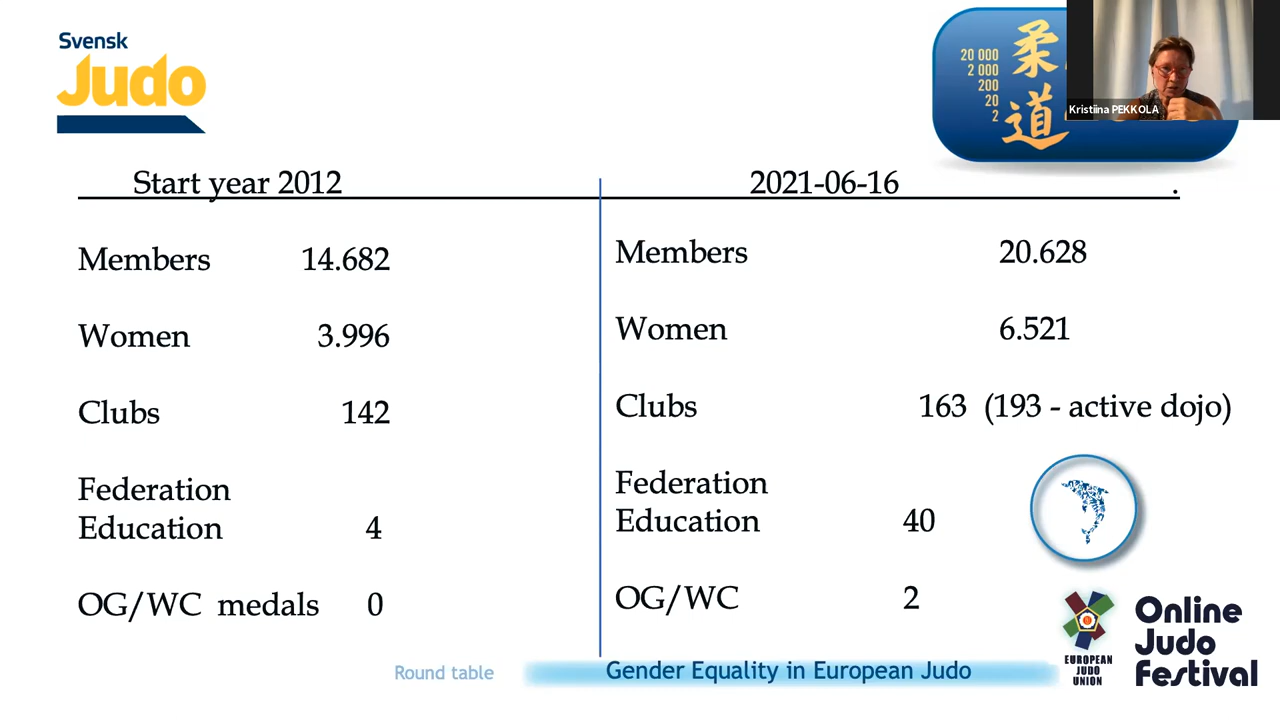 Svensk
Judo
20 000
2 000
200
20
2
柔
道
Kristiina PEKKOLA
Start year 2012
2021-06-16 .
Members 14.682
Women 3.996
Clubs 142
Federation
Education 4
OG/WC medals 0
Members 20.628
Women 6.521
Clubs 163 (193 - active dojo)
Federation
Education 40
OG/WC 2
Round table
Gender Equality in European Judo
EUROPEAN
JUDO
UNION
Online
Judo
Festival